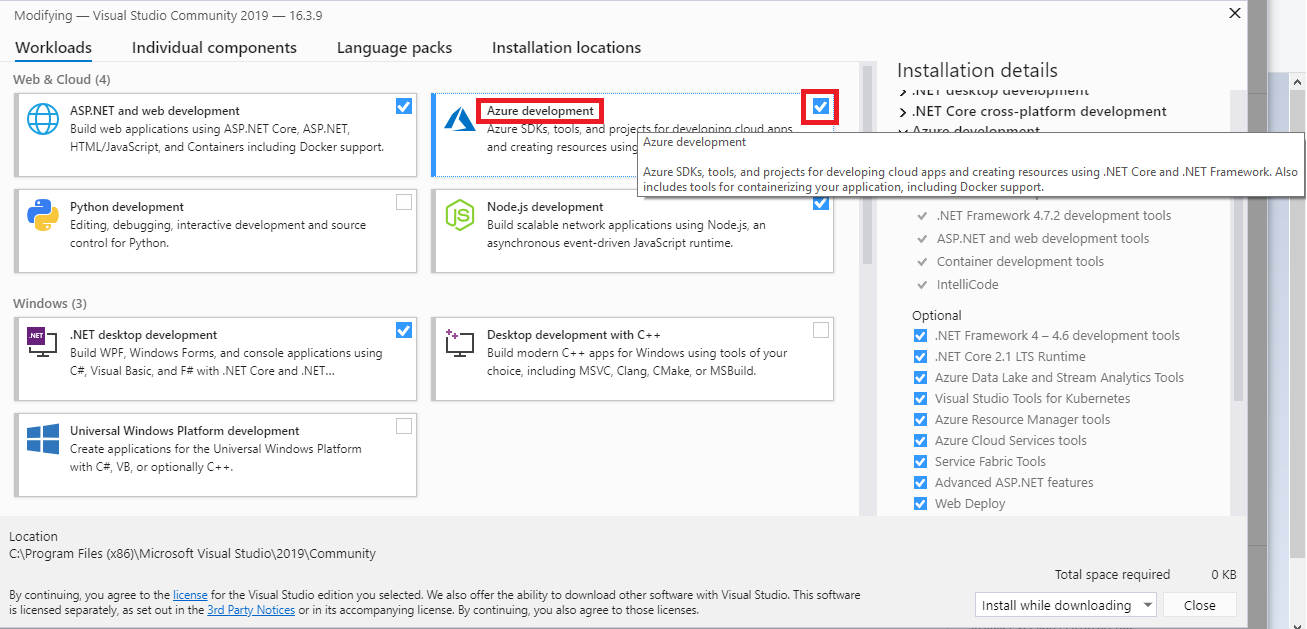 Modifying — Visual Studio Community 2019 — 16.3.9
Workloads
Individual components
Language packs
Installation locations
Web & Cloud (4)
ASP.NET and web development
Build web applications using ASP.NET Core, ASP.NET,
HTML/JavaScript, and Containers including Docker support.
Azure development
Azure SDKs, tools, and projects for developing cloud apps
and creating resources using
Python development
Editing, debugging, interactive development and source
control for Python.
Node.js development
Build scalable network applications using Node.js, an
asynchronous event-driven JavaScript runtime.
Windows (3)
.NET
.NET desktop development
Build WPF, Windows Forms, and console applications using
C#, Visual Basic, and F# with .NET Core and .NET...
Desktop development with C++
Build modern C++ apps for Windows using tools of your
choice, including MSVC, Clang, CMake, or MSBuild.
Universal Windows Platform development
Create applications for the Universal Windows Platform
with C#, VB, or optionally C++.
Installation details
.NET desktop development
.NET Core cross-platform development
Azure development
Azure development
Azure SDKs, tools, and projects for developing cloud apps and creating resources using .NET Core and .NET Framework. Also
includes tools for containerizing your application, including Docker support.
.NET Framework 4.7.2 development tools
ASP.NET and web development tools
Container development tools
IntelliCode
Optional
.NET Framework 4 – 4.6 development tools
.NET Core 2.1 LTS Runtime
Azure Data Lake and Stream Analytics Tools
Visual Studio Tools for Kubernetes
Azure Resource Manager tools
Azure Cloud Services tools
Service Fabric Tools
Advanced ASP.NET features
Web Deploy
Location
C:\Program Files (x86)\Microsoft Visual Studio\2019\Community
Total space required 0 KB
By continuing, you agree to the license for the Visual Studio edition you selected. We also offer the ability to download other software with Visual Studio. This software
is licensed separately, as set out in the 3rd Party Notices or in its accompanying license. By continuing, you also agree to those licenses.
Install while downloading
Close